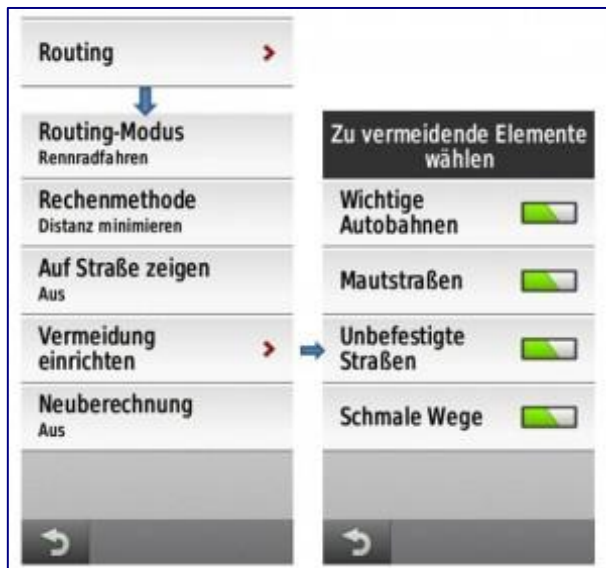 Routing
Routing-Modus
Rennradfahren
Rechenmethode
Distanz minimieren
Auf Straße zeigen
Aus
Vermeidung
einrichten
Neuberechnung
Aus
Zu vermeidende Elemente
wählen
Wichtige
Autobahnen
Mautstraßen
Unbefestigte
Straßen
Schmale Wege